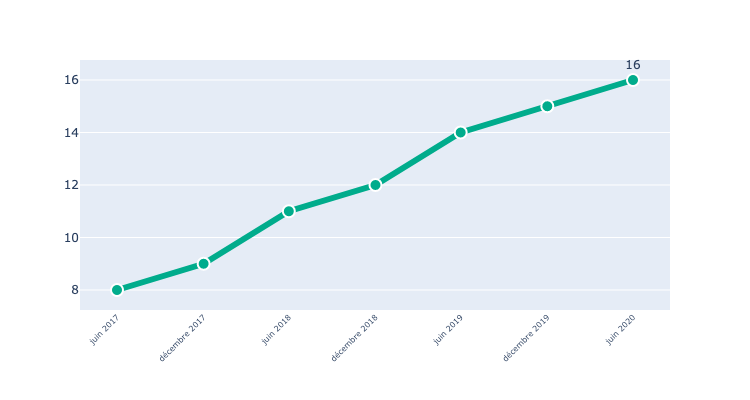 16
16
14
12
10
8
juin 2017
décembre 2017
juin 2018
décembre 2018
juin 2019
décembre 2019
juin 2020